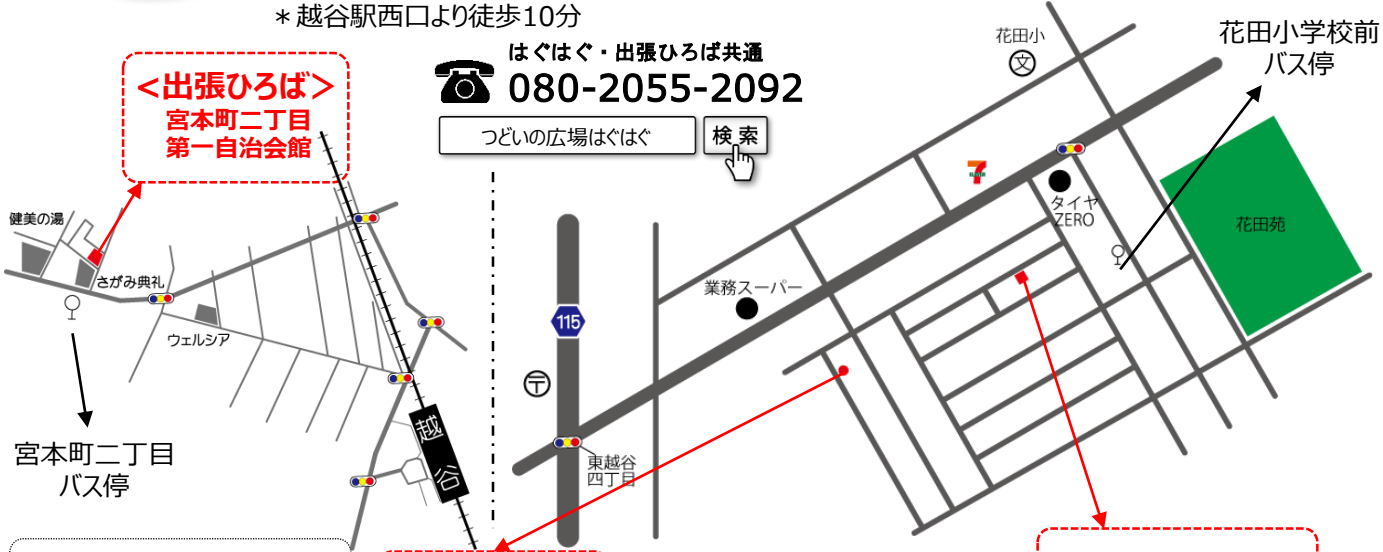 ＊越谷駅西口より徒歩10分
はぐはぐ・出張ひろば共通
080-2055-2092
つどいの広場はぐはぐ
検索
＜出張ひろば＞
宮本町二丁目
第一自治会館
健美の湯
さがみ典礼
ウェルシア
宮本町二丁目
バス停
越谷
115
〒
東越谷
四丁目
業務スーパー
花田小
文
7
タイヤ
ZERO
花田小学校前
バス停
花田苑